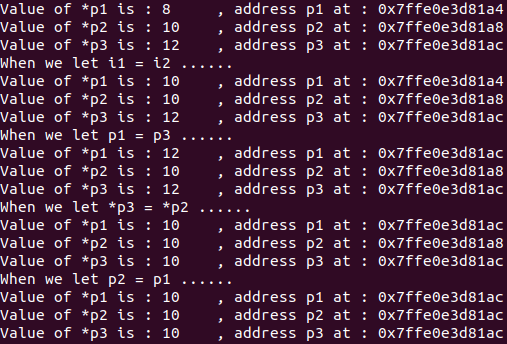 Value of *p1 is : 8     , address p1 at : 0x7ffe0e3d81a4
Value of *p2 is : 10    , address p2 at : 0x7ffe0e3d81a8
Value of *p3 is : 12    , address p3 at : 0x7ffe0e3d81ac
When we let i1 = i2 ......
Value of *p1 is : 10    , address p1 at : 0x7ffe0e3d81a4
Value of *p2 is : 10    , address p2 at : 0x7ffe0e3d81a8
Value of *p3 is : 12    , address p3 at : 0x7ffe0e3d81ac
When we let p1 = p3 ......
Value of *p1 is : 12    , address p1 at : 0x7ffe0e3d81ac
Value of *p2 is : 10    , address p2 at : 0x7ffe0e3d81a8
Value of *p3 is : 12    , address p3 at : 0x7ffe0e3d81ac
When we let *p3 = *p2 ......
Value of *p1 is : 10    , address p1 at : 0x7ffe0e3d81ac
Value of *p2 is : 10    , address p2 at : 0x7ffe0e3d81a8
Value of *p3 is : 10    , address p3 at : 0x7ffe0e3d81ac
When we let p2 = p1 ......
Value of *p1 is : 10    , address p1 at : 0x7ffe0e3d81ac
Value of *p2 is : 10    , address p2 at : 0x7ffe0e3d81ac
Value of *p3 is : 10    , address p3 at : 0x7ffe0e3d81ac